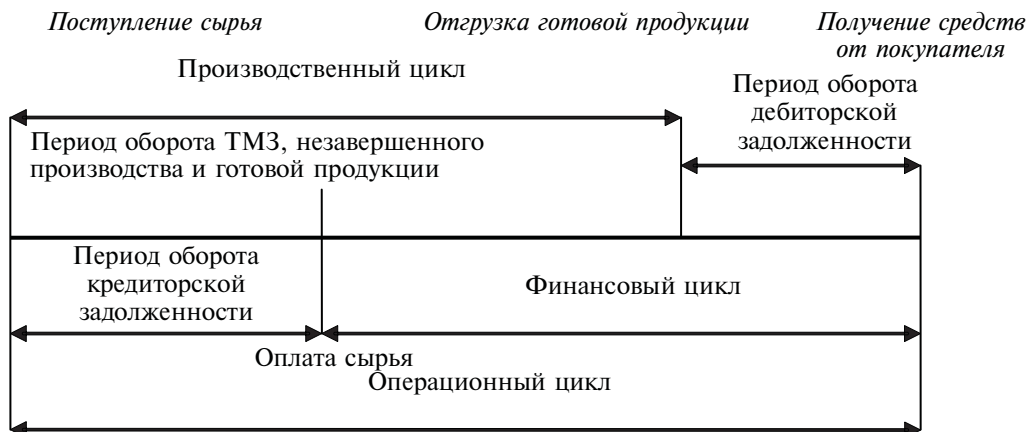 Поступление сырья
Отгрузка готовой продукции
Получение средств
от покупателя
Производственный цикл
Период оборота
дебиторской
задолженности
Период оборота ТМЗ, незавершенного
производства и готовой продукции
Период оборота
кредиторской
задолженности
Финансовый цикл
Оплата сырья
Операционный цикл